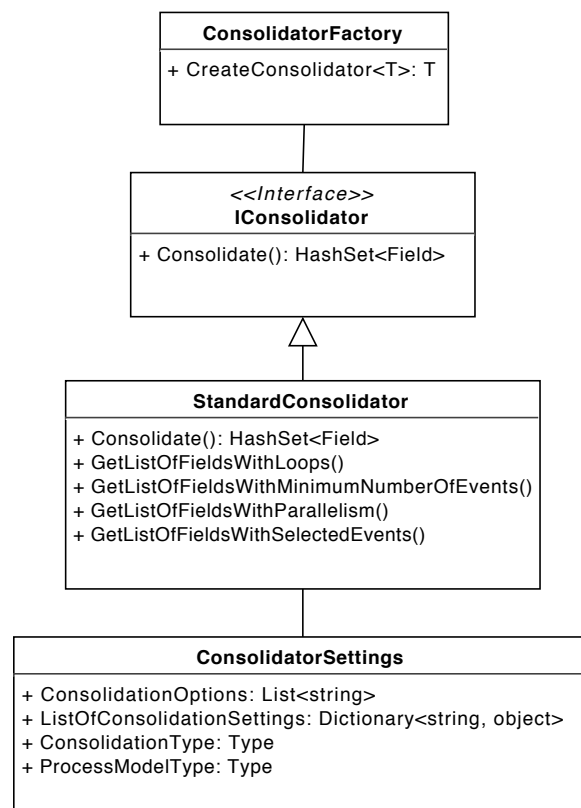 ConsolidatorFactory
+ CreateConsolidator<T>: T
<<Interface>>
IConsolidator
+ Consolidate(): HashSet<Field>
StandardConsolidator
+ Consolidate(): HashSet<Field>
+ GetListOfFieldsWithLoops()
+ GetListOfFieldsWithMinimumNumberOfEvents()
+ GetListOfFieldsWithParallelism()
+ GetListOfFieldsWithSelectedEvents()
ConsolidatorSettings
+ ConsolidationOptions: List<string>
+ ListOfConsolidationSettings: Dictionary<string, object>
+ ConsolidationType: Type
+ ProcessModelType: Type